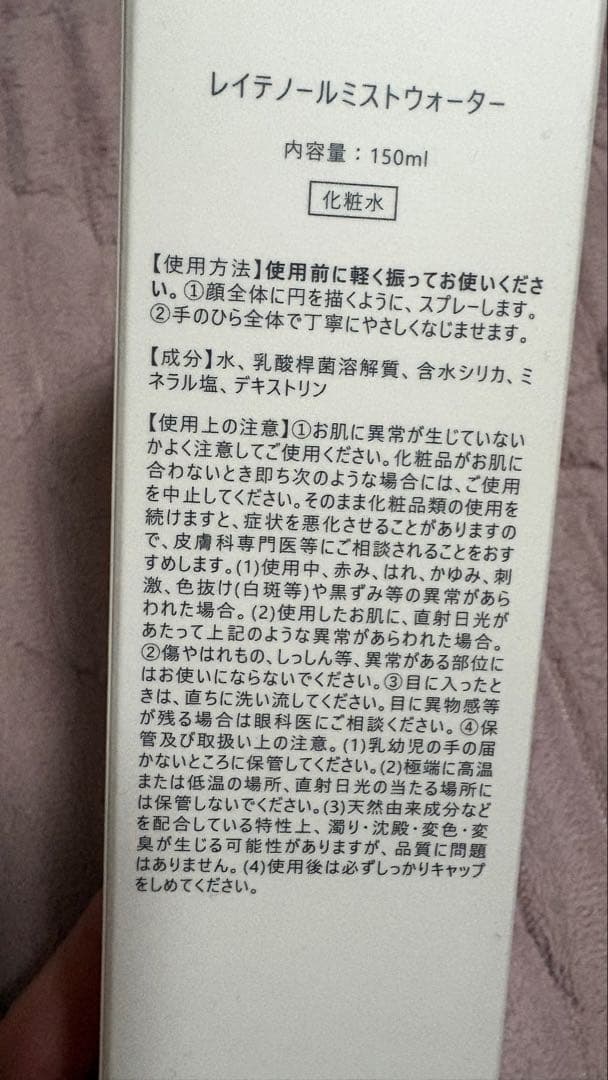 レイテノールミストウォーター
内容量：150ml
化粧水
【使用方法】使用前に軽く振ってお使いくださ
い。①顔全体に円を描くように、スプレーします。
②手のひら全体で丁寧にやさしくなじませます。
【成分】水、乳酸桿菌溶解質、含水シリカ、ミ
ネラル塩、デキストリン
【使用上の注意】①お肌に異常が生じていない
かよく注意してご使用ください。化粧品がお肌に
合わないとき即ち次のような場合には、ご使用
を中止してください。そのまま化粧品類の使用を
続けますと、症状を悪化させることがありますの
で、皮膚科専門医等にご相談されることをおす
すめします。(1)使用中、赤み、はれ、かゆみ、刺
激、色抜け(白斑等)や黒ずみ等の異常があら
われた場合。(2)使用したお肌に、直射日光が
あたって上記のような異常があらわれた場合。
②傷やはれもの、しっしん等、異常がある部位に
はお使いにならないでください。③目に入ったと
きは、直ちに洗い流してください。目に異物感等
が残る場合は眼科医にご相談ください。④保
管及び取扱い上の注意。(1)乳幼児の手の届
かないところに保管してください。(2)極端に高温
または低温の場所、直射日光の当たる場所に
は保管しないでください。(3)天然由来成分など
を配合している特性上、濁り・沈殿・変色・変
臭が生じる可能性がありますが、品質に問題
はありません。(4)使用後は必ずしっかりキャップ
をしめてください。